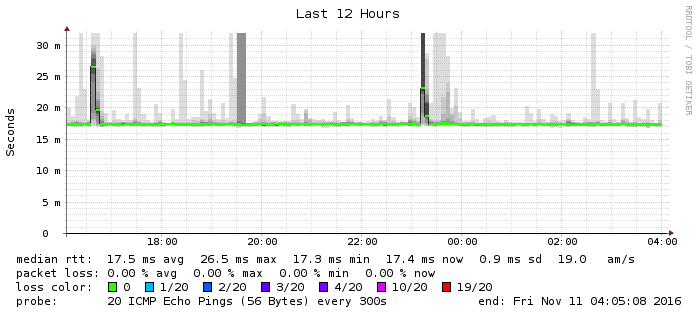 Last 12 Hours
RRDTOOL / TOBI OETIKER
Seconds
30 m
25 m
20 m
15 m
10 m
5 m
0
18:00 20:00 22:00 00:00 02:00 04:00
median rtt: 17.5 ms avg 26.5 ms max 17.3 ms min 17.4 ms now 0.9 ms sd 19.0 am/s
packet loss: 0.00 % avg 0.00 % max 0.00 % min 0.00 % now
loss color: 0 1/20 2/20 3/20 4/20 10/20 19/20
probe: 20 ICMP Echo Pings (56 Bytes) every 300s end: Fri Nov 11 04:05:08 2016